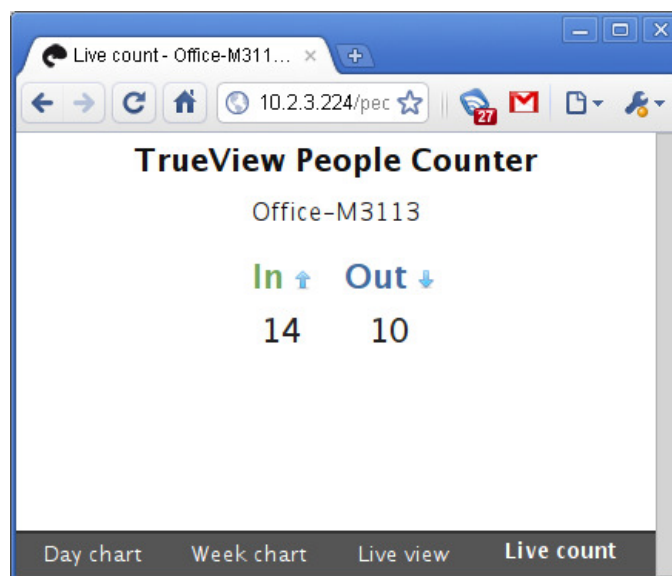 Live count - Office-M311...
10.2.3.224/pec
27
TrueView People Counter
Office-M3113
In Out
14 10
Day chart Week chart Live view Live count